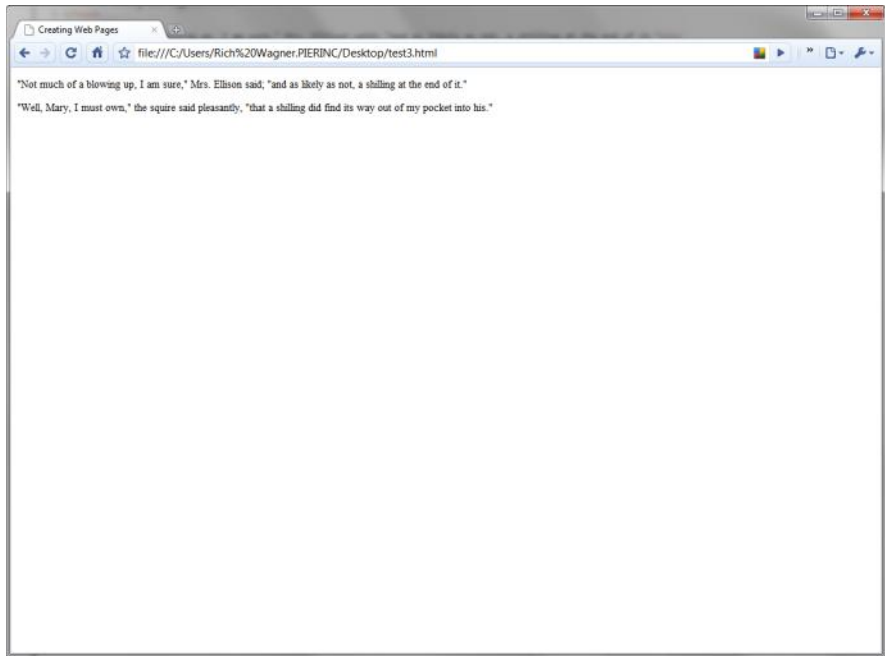 Creating Web Pages
file:///C:/Users/Rich%20Wagner.PIERINC/Desktop/test3.html
"Not much of a blowing up, I am sure," Mrs. Ellison said; "and as likely as not, a shilling at the end of it."
"Well, Mary, I must own," the squire said pleasantly, "that a shilling did find its way out of my pocket into his."